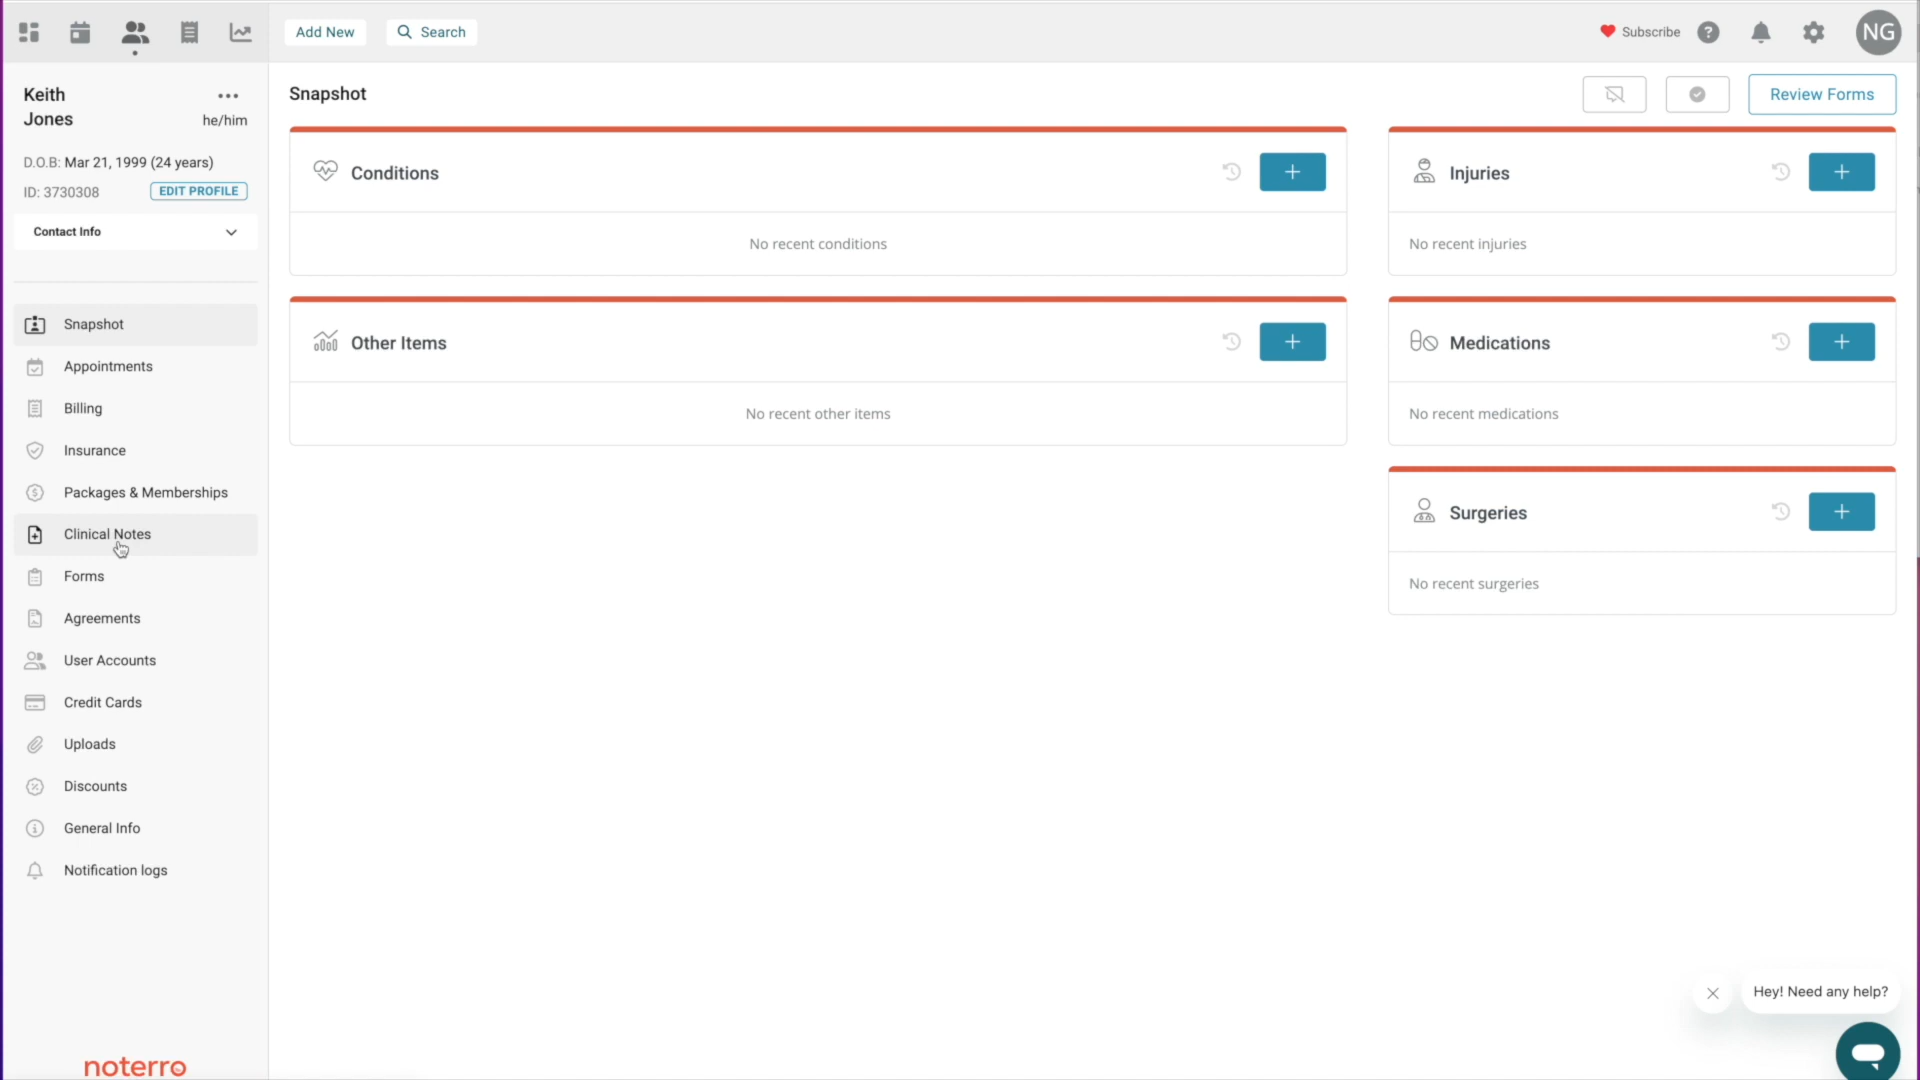 Add New
Search
Subscribe
?
NG
Keith
Jones
he/him
D.O.B: Mar 21, 1999 (24 years)
ID: 3730308
EDIT PROFILE
Contact Info
Snapshot
Appointments
Billing
Insurance
Packages & Memberships
Clinical Notes
Forms
Agreements
User Accounts
Credit Cards
Uploads
Discounts
General Info
Notification logs
noterro
Snapshot
Review Forms
Conditions
No recent conditions
Other Items
No recent other items
Injuries
No recent injuries
Medications
No recent medications
Surgeries
No recent surgeries
Hey! Need any help?